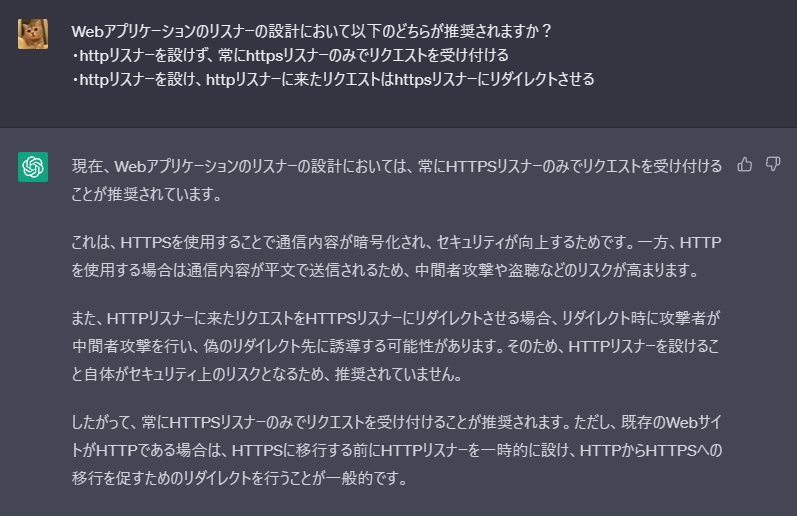 Webアプリケーションのリスナーの設計において以下のどちらが推奨されますか？
・httpリスナーを設けず、常にhttpsリスナーのみでリクエストを受け付ける
・httpリスナーを設け、httpリスナーに来たリクエストはhttpsリスナーにリダイレクトさせる
現在、Webアプリケーションのリスナーの設計においては、常にHTTPSリスナーのみでリクエストを受け付ける
ことが推奨されています。
これは、HTTPSを使用することで通信内容が暗号化され、セキュリティが向上するためです。一方、HTTP
を使用する場合は通信内容が平文で送信されるため、中間者攻撃や盗聴などのリスクが高まります。
また、HTTPリスナーに来たリクエストをHTTPSリスナーにリダイレクトさせる場合、リダイレクト時に攻撃者が
中間者攻撃を行い、偽のリダイレクト先に誘導する可能性があります。そのため、HTTPリスナーを設けるこ
と自体がセキュリティ上のリスクとなるため、推奨されていません。
したがって、常にHTTPSリスナーのみでリクエストを受け付けることが推奨されます。ただし、既存のWebサイ
トがHTTPである場合は、HTTPSに移行する前にHTTPリスナーを一時的に設け、HTTPからHTTPSへの
移行を促すためのリダイレクトを行うことが一般的です。